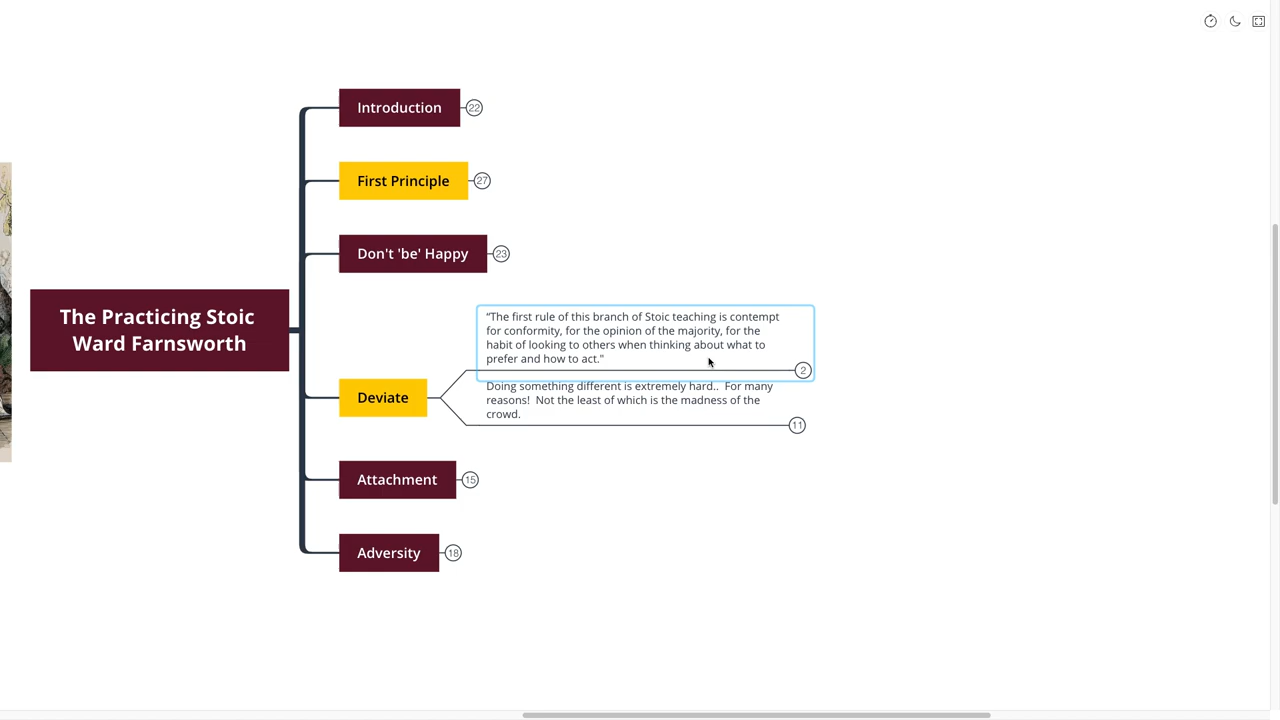 Introduction
22
First Principle
27
Don't 'be' Happy
23
The Practicing Stoic
Ward Farnsworth
"The first rule of this branch of Stoic teaching is contempt
for conformity, for the opinion of the majority, for the
habit of looking to others when thinking about what to
prefer and how to act."
2
Deviate
Doing something different is extremely hard..  For many
reasons!  Not the least of which is the madness of the
crowd.
11
Attachment
15
Adversity
18